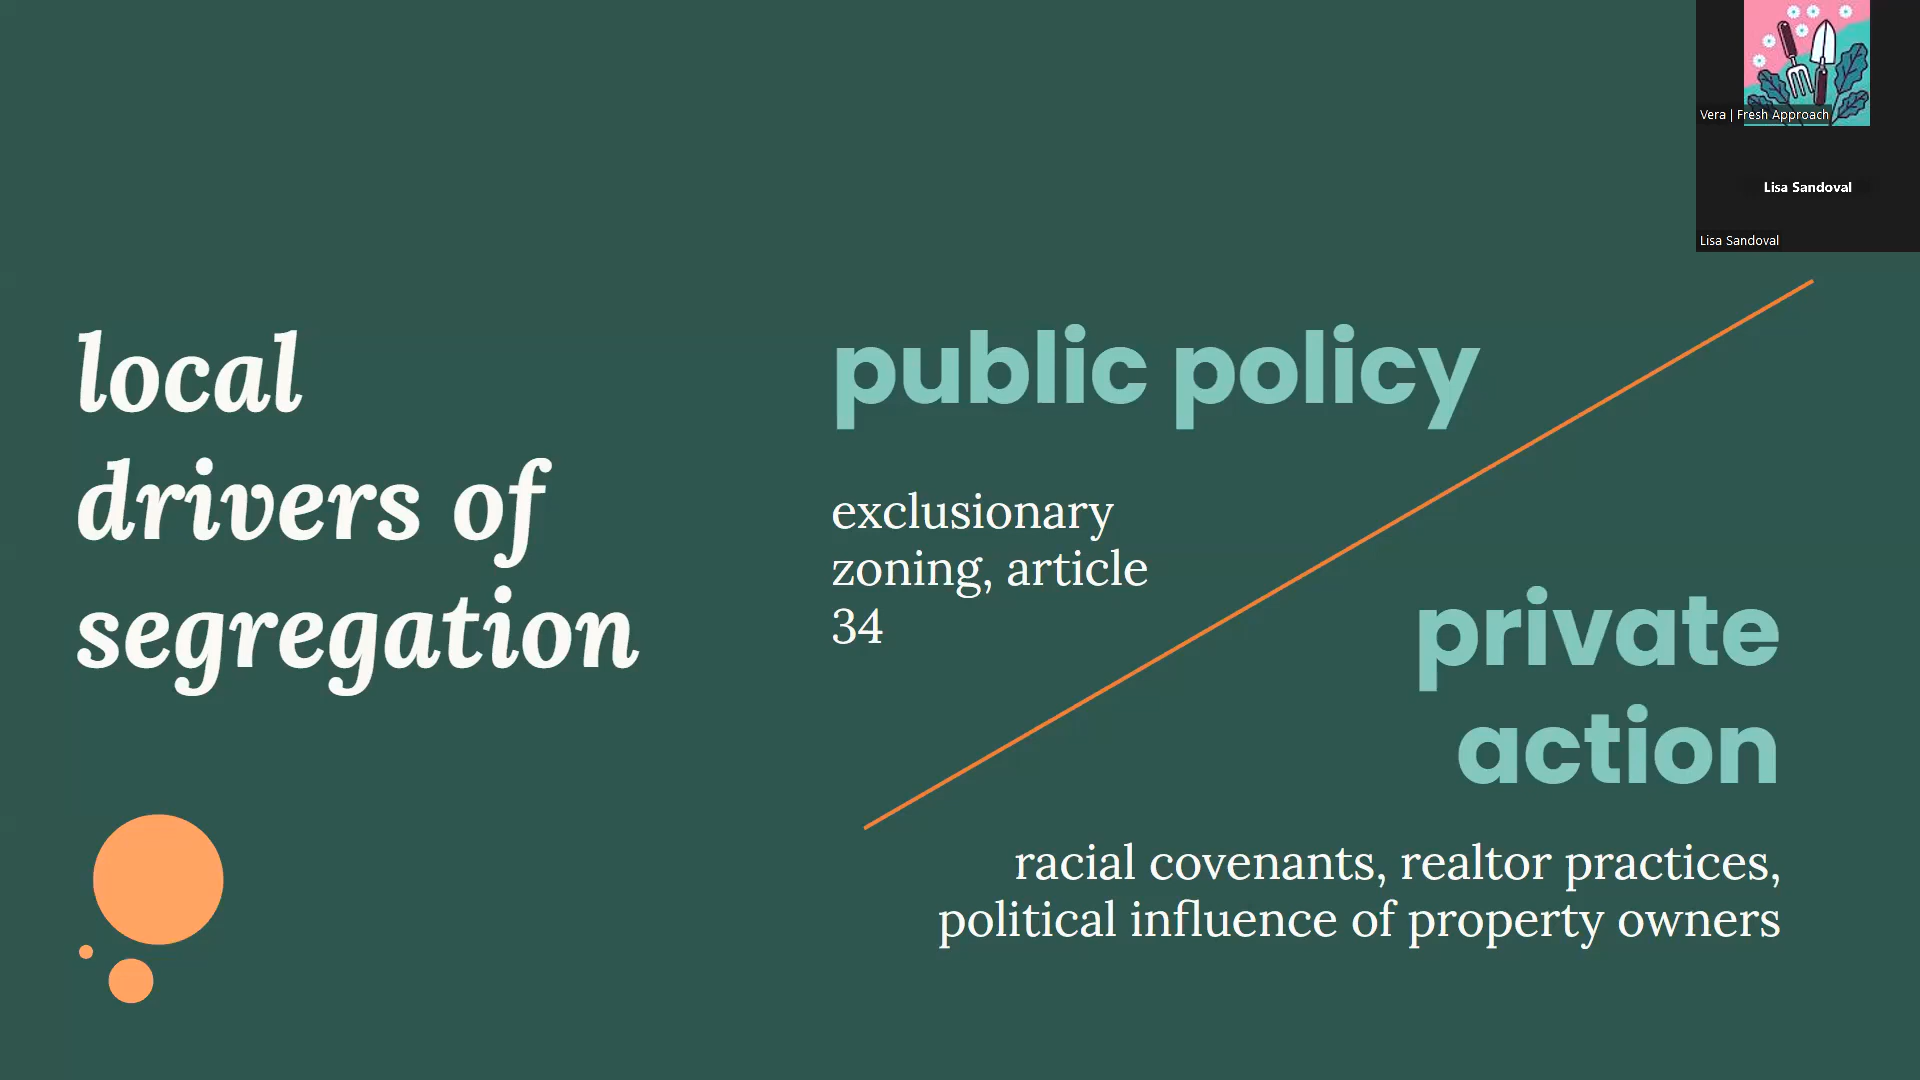 Vera | Fresh Approach
Lisa Sandoval
Lisa Sandoval
local
drivers of
segregation
public policy
exclusionary
zoning, article
34
private
action
racial covenants, realtor practices,
political influence of property owners